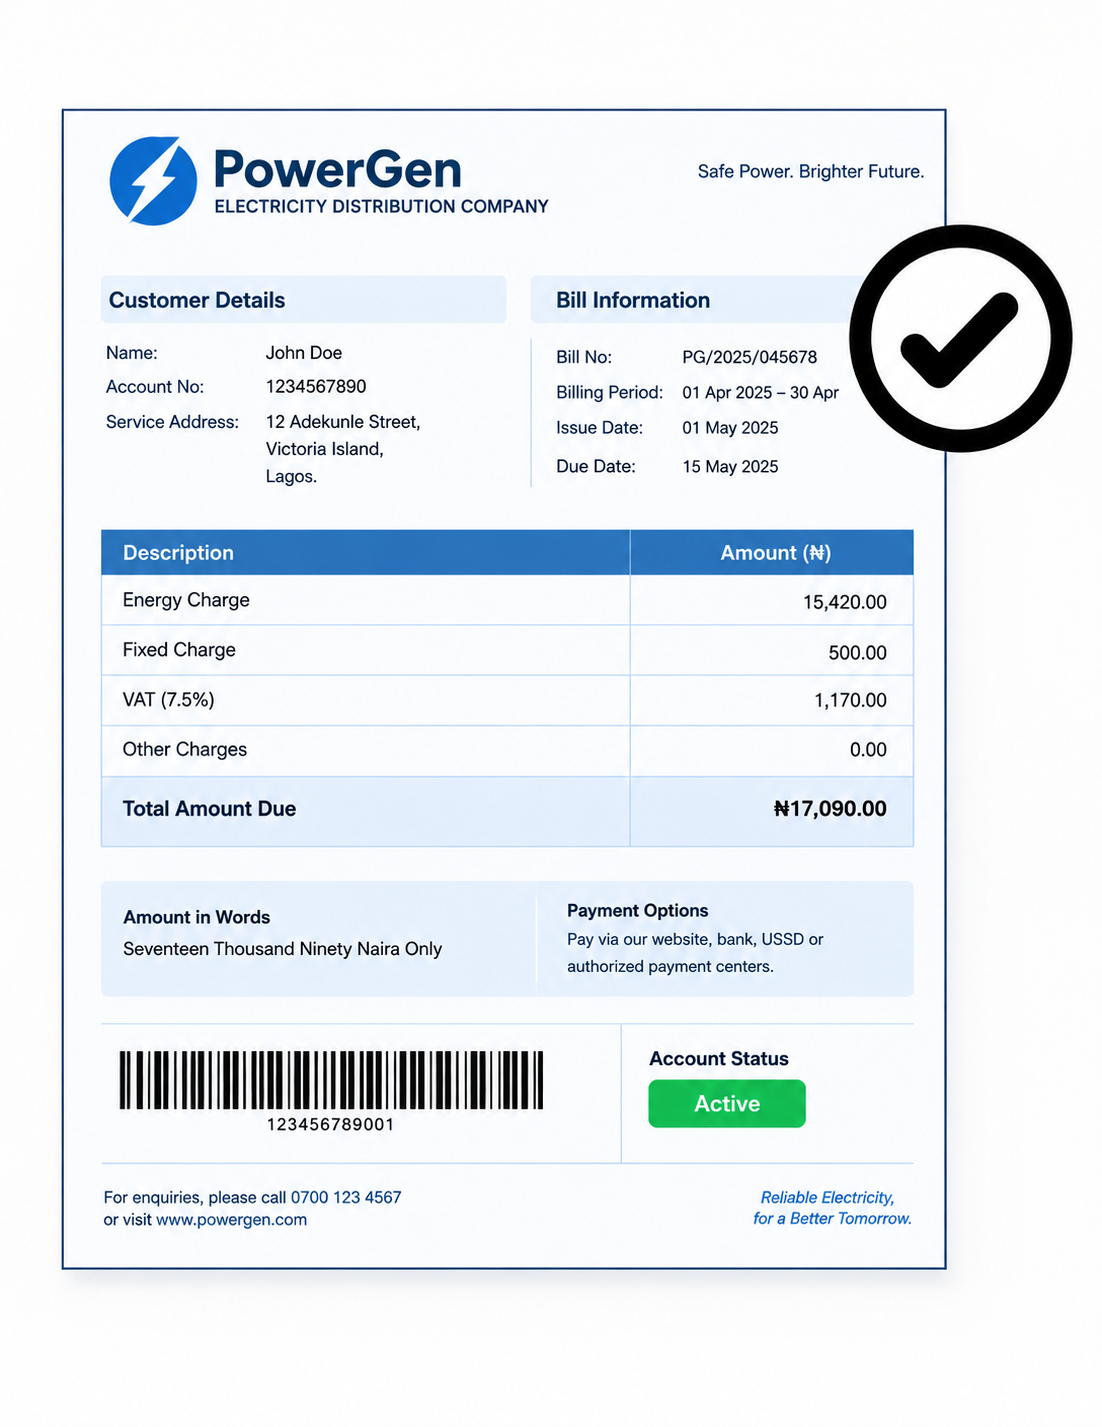 PowerGen
ELECTRICITY DISTRIBUTION COMPANY
Safe Power. Brighter Future.
Customer Details
Name: John Doe
Account No: 1234567890
Service Address: 12 Adekunle Street,
Victoria Island,
Lagos.
Bill Information
Bill No: PG/2025/045678
Billing Period: 01 Apr 2025 – 30 Apr
Issue Date: 01 May 2025
Due Date: 15 May 2025
Description Amount (₦)
Energy Charge 15,420.00
Fixed Charge 500.00
VAT (7.5%) 1,170.00
Other Charges 0.00
Total Amount Due ₦17,090.00
Amount in Words
Seventeen Thousand Ninety Naira Only
Payment Options
Pay via our website, bank, USSD or
authorized payment centers.
123456789001
Account Status
Active
For enquiries, please call 0700 123 4567
or visit www.powergen.com
Reliable Electricity,
for a Better Tomorrow.